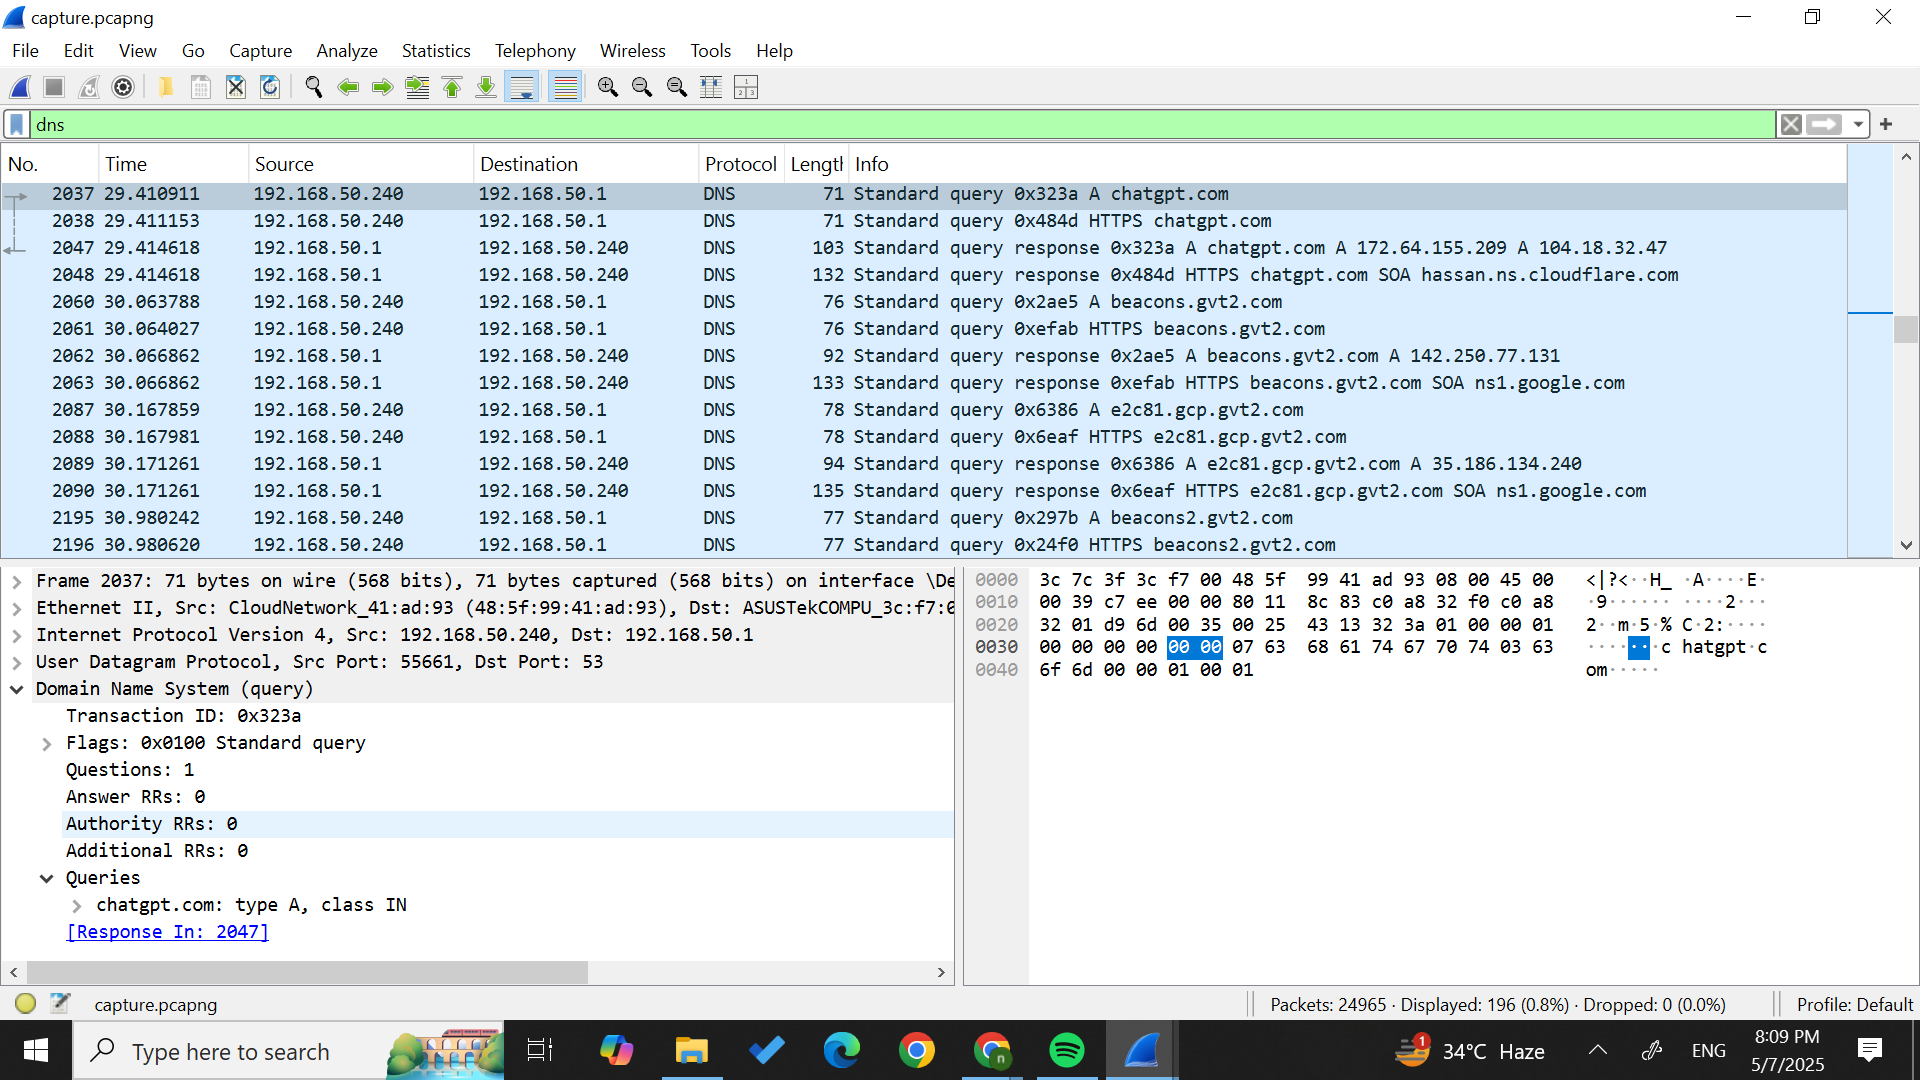 capture.pcapng
File Edit View Go Capture Analyze Statistics Telephony Wireless Tools Help
dns
No. Time Source Destination Protocol Length Info
2037 29.410911 192.168.50.240 192.168.50.1 DNS 71 Standard query 0x323a A chatgpt.com
2038 29.411153 192.168.50.240 192.168.50.1 DNS 71 Standard query 0x484d HTTPS chatgpt.com
2047 29.414618 192.168.50.1 192.168.50.240 DNS 103 Standard query response 0x323a A chatgpt.com A 172.64.155.209 A 104.18.32.47
2048 29.414618 192.168.50.1 192.168.50.240 DNS 132 Standard query response 0x484d HTTPS chatgpt.com SOA hassan.ns.cloudflare.com
2060 30.063788 192.168.50.240 192.168.50.1 DNS 76 Standard query 0x2ae5 A beacons.gvt2.com
2061 30.064027 192.168.50.240 192.168.50.1 DNS 76 Standard query 0xefab HTTPS beacons.gvt2.com
2062 30.066862 192.168.50.1 192.168.50.240 DNS 92 Standard query response 0x2ae5 A beacons.gvt2.com A 142.250.77.131
2063 30.066862 192.168.50.1 192.168.50.240 DNS 133 Standard query response 0xefab HTTPS beacons.gvt2.com SOA ns1.google.com
2087 30.167859 192.168.50.240 192.168.50.1 DNS 78 Standard query 0x6386 A e2c81.gcp.gvt2.com
2088 30.167981 192.168.50.240 192.168.50.1 DNS 78 Standard query 0x6eaf HTTPS e2c81.gcp.gvt2.com
2089 30.171261 192.168.50.1 192.168.50.240 DNS 94 Standard query response 0x6386 A e2c81.gcp.gvt2.com A 35.186.134.240
2090 30.171261 192.168.50.1 192.168.50.240 DNS 135 Standard query response 0x6eaf HTTPS e2c81.gcp.gvt2.com SOA ns1.google.com
2195 30.980242 192.168.50.240 192.168.50.1 DNS 77 Standard query 0x297b A beacons2.gvt2.com
2196 30.980620 192.168.50.240 192.168.50.1 DNS 77 Standard query 0x24f0 HTTPS beacons2.gvt2.com
Frame 2037: 71 bytes on wire (568 bits), 71 bytes captured (568 bits) on interface \De
Ethernet II, Src: CloudNetwork_41:ad:93 (48:5f:99:41:ad:93), Dst: ASUSTekCOMPU_3c:f7:0
Internet Protocol Version 4, Src: 192.168.50.240, Dst: 192.168.50.1
User Datagram Protocol, Src Port: 55661, Dst Port: 53
Domain Name System (query)
Transaction ID: 0x323a
Flags: 0x0100 Standard query
Questions: 1
Answer RRs: 0
Authority RRs: 0
Additional RRs: 0
Queries
chatgpt.com: type A, class IN
[Response In: 2047]
0000 3c 7c 3f 3c f7 00 48 5f 99 41 ad 93 08 00 45 00 <|?<··H_ ·A····E·
0010 00 39 c7 ee 00 00 80 11 8c 83 c0 a8 32 f0 c0 a8 ·9······ ····2···
0020 32 01 d9 6d 00 35 00 25 43 13 32 3a 01 00 00 01 2··m·5·% C·2:····
0030 00 00 00 00 00 00 07 63 68 61 74 67 70 74 03 63 ·······c hatgpt·c
0040 6f 6d 00 00 01 00 01 om·····
capture.pcapng
Packets: 24965 · Displayed: 196 (0.8%) · Dropped: 0 (0.0%)
Profile: Default
Type here to search
n
1
34°C Haze
ENG
8:09 PM
5/7/2025